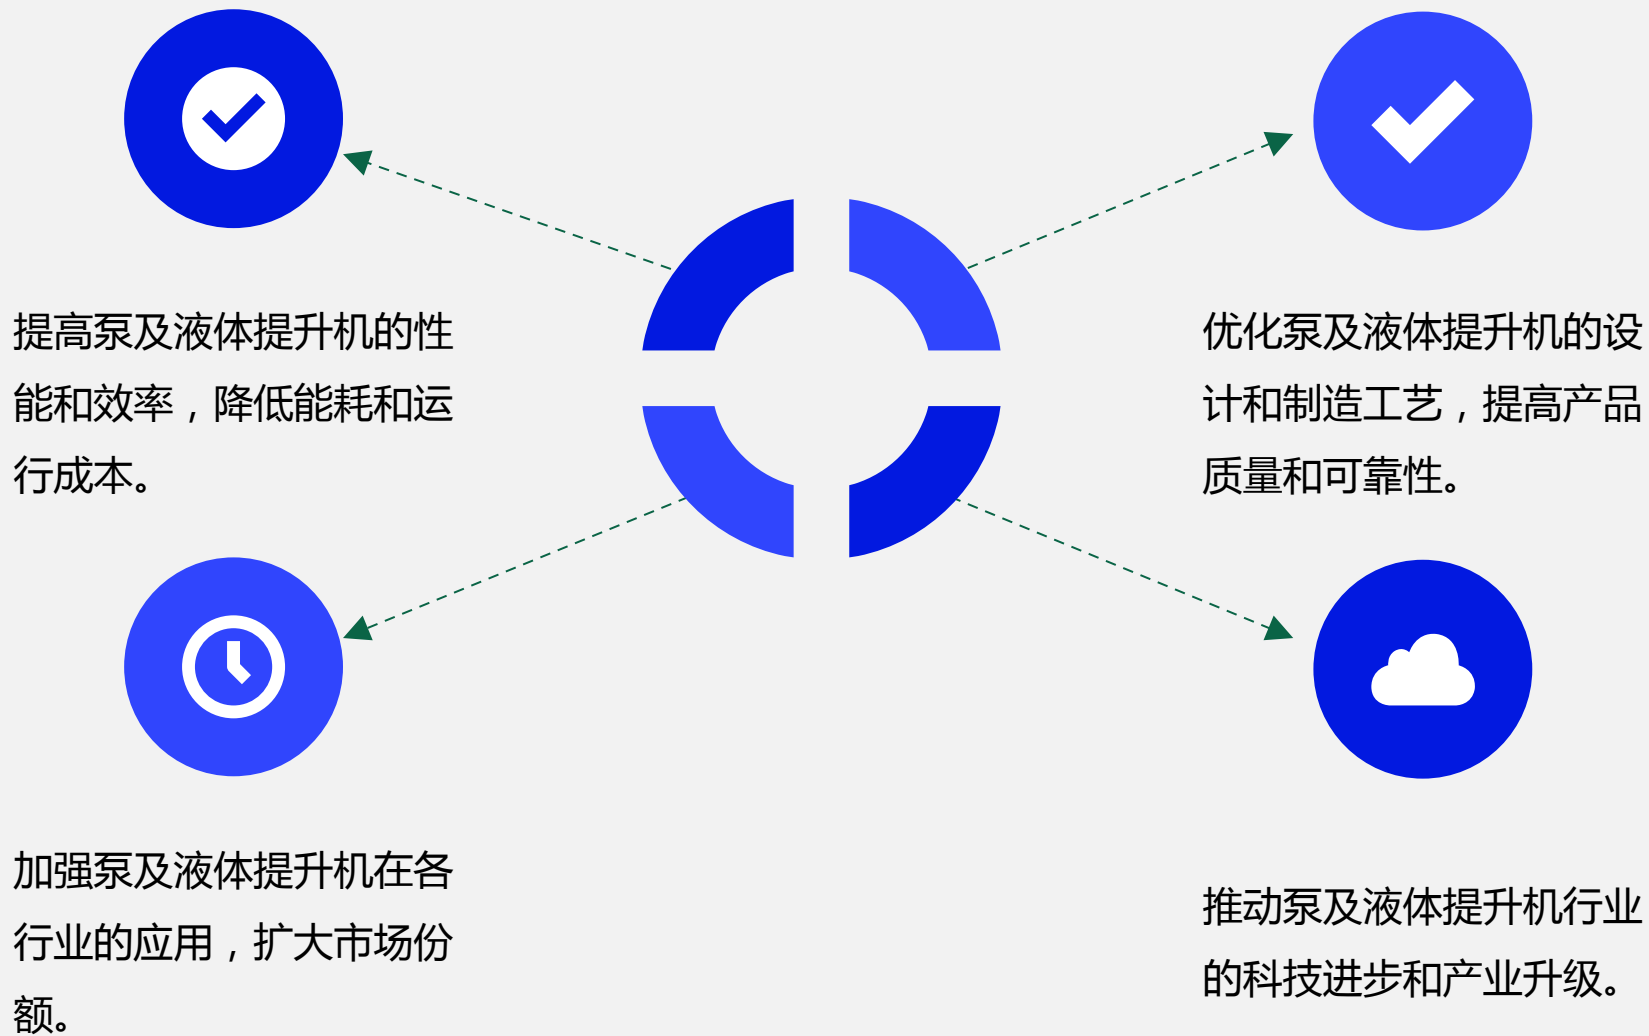 提高泵及液体提升机的性
能和效率，降低能耗和运
行成本。
优化泵及液体提升机的设
计和制造工艺，提高产品
质量和可靠性。
加强泵及液体提升机在各
行业的应用，扩大市场份
额。
推动泵及液体提升机行业
的科技进步和产业升级。